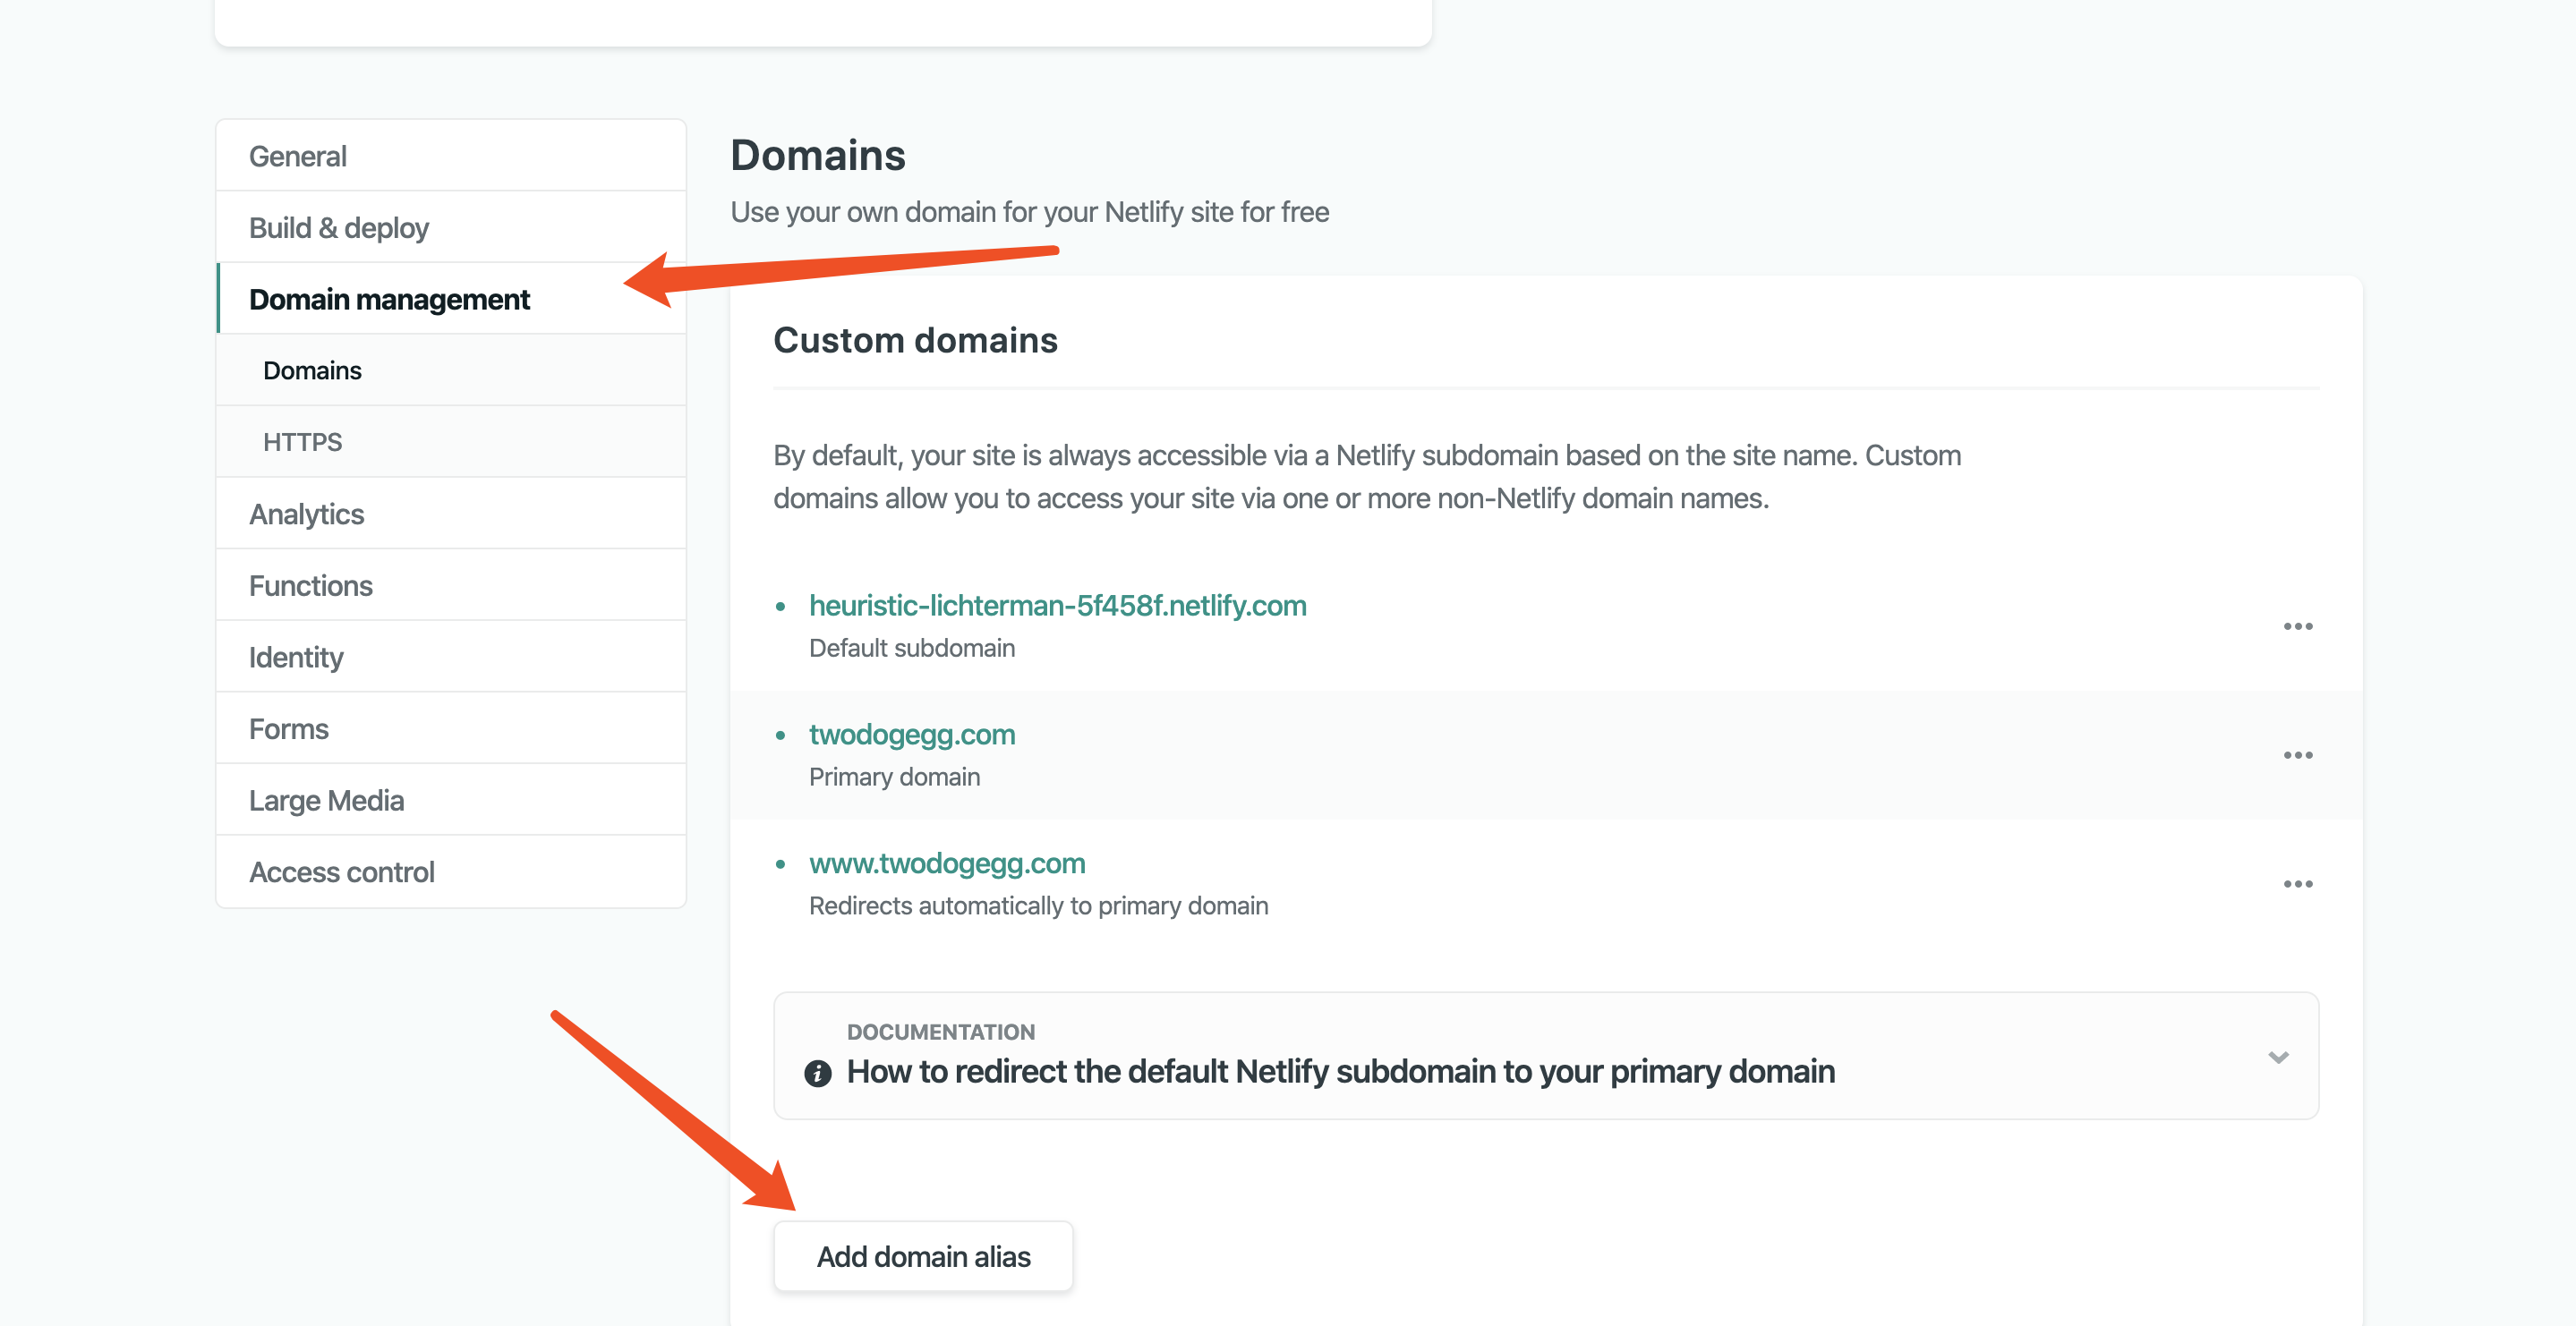 General
Build & deploy
Domain management
Domains
HTTPS
Analytics
Functions
Identity
Forms
Large Media
Access control
Domains
Use your own domain for your Netlify site for free
Custom domains
By default, your site is always accessible via a Netlify subdomain based on the site name. Custom
domains allow you to access your site via one or more non-Netlify domain names.
heuristic-lichterman-5f458f.netlify.com
Default subdomain
twodogegg.com
Primary domain
www.twodogegg.com
Redirects automatically to primary domain
DOCUMENTATION
How to redirect the default Netlify subdomain to your primary domain
Add domain alias